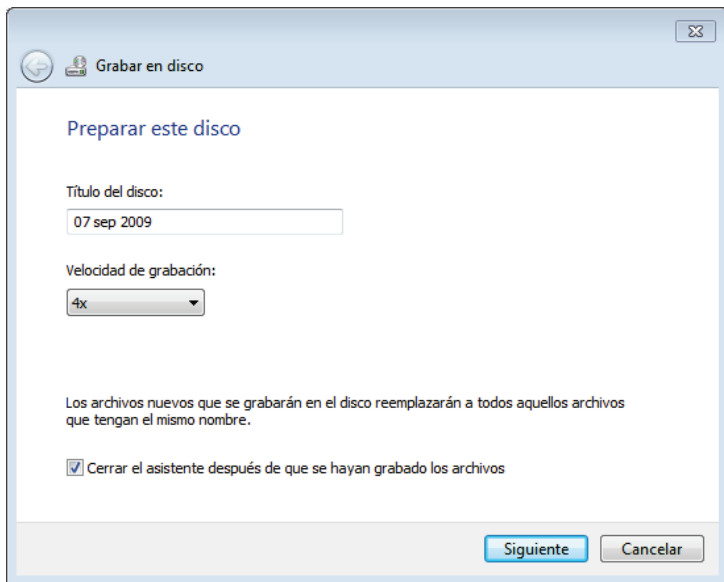 Grabar en disco
Preparar este disco
Título del disco:
07 sep 2009
Velocidad de grabación:
4x
Los archivos nuevos que se grabarán en el disco reemplazarán a todos aquellos archivos
que tengan el mismo nombre.
Cerrar el asistente después de que se hayan grabado los archivos
Siguiente Cancelar